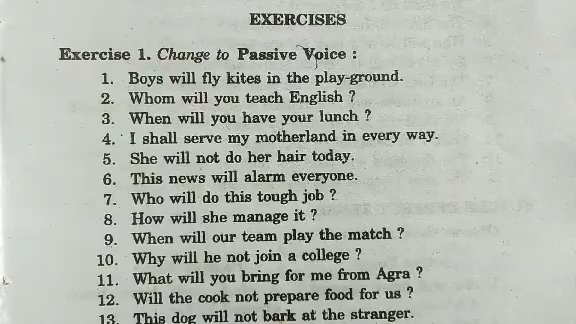 EXERCISES
Exercise 1. Change to Passive Voice :
1. Boys will fly kites in the play-ground.
2. Whom will you teach English ?
3. When will you have your lunch ?
4. I shall serve my motherland in every way.
5. She will not do her hair today.
6. This news will alarm everyone.
7. Who will do this tough job ?
8. How will she manage it ?
9. When will our team play the match ?
10. Why will he not join a college ?
11. What will you bring for me from Agra ?
12. Will the cook not prepare food for us ?
13. This dog will not bark at the stranger.